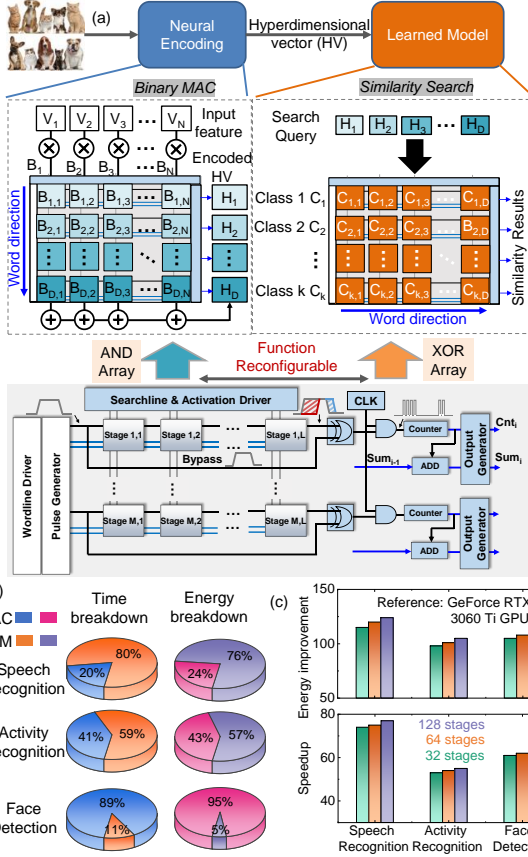 (a)
Neural
Encoding
Hyperdimensional
vector (HV)
Learned Model
Binary MAC
Similarity Search
V1 V2 V3 ... VN
Input
feature
B1 B2 B3 ... BN
Encoded
HV
B1,1 B1,2 B1,3 ... B1,N H1
B2,1 B2,2 B2,3 ... B2,N H2
BD,1 BD,2 BD,3 ... BD,N HD
Word direction
Search
Query
H1 H2 H3 ... HD
Class 1 C1 C1,1 C1,2 C1,3 ... C1,D
Class 2 C2 C2,1 C2,2 C2,3 ... B2,D
Class k Ck Ck,1 Ck,2 Ck,3 ... Ck,D
Similarity Results
Word direction
AND
Array
Function
Reconfigurable
XOR
Array
Searchline & Activation Driver
CLK
Wordline Driver
Pulse Generator
Stage 1,1 Stage 1,2 ... Stage 1,L
Bypass
Counter
Cnti
Sumi-1
ADD
Sumi
Output
Generator
Stage M,1 Stage M,2 ... Stage M,L
Counter
ADD
Output
Generator
)
Time
breakdown
Energy
breakdown
AC
M
Speech
ecognition
80%
20%
76%
24%
Activity
ecognition
41%
59%
43%
57%
Face
Detection
89%
11%
95%
5%
(c)
Reference: GeForce RTX
3060 Ti GPU
Energy improvement
150
100
50
Speedup
80
60
40
128 stages
64 stages
32 stages
Speech
Recognition
Activity
Recognition
Face
Detec